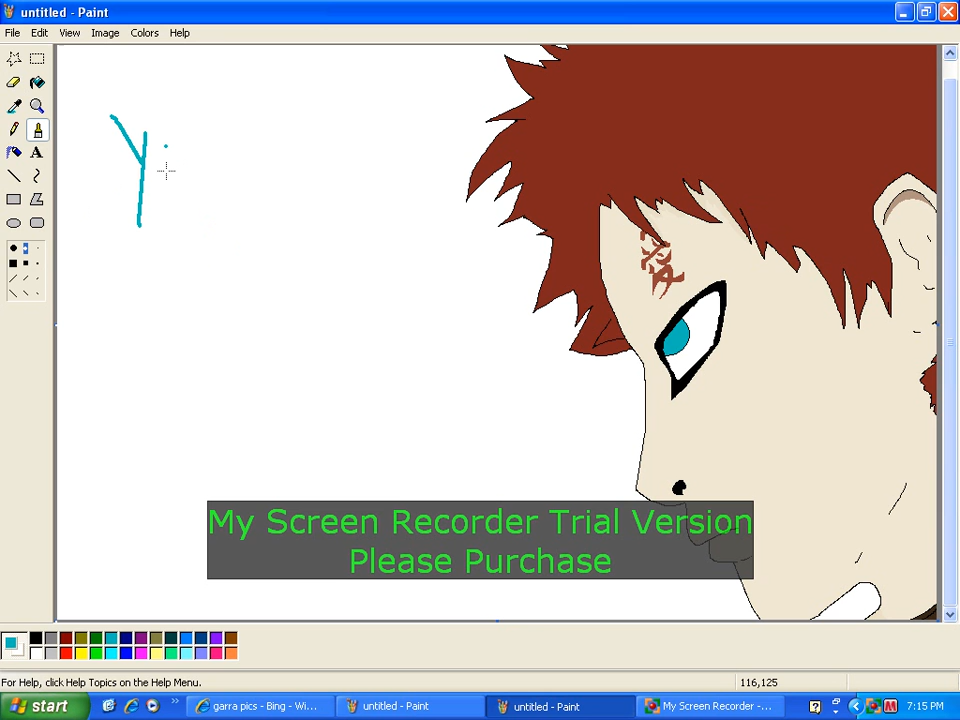 untitled - Paint
File Edit View Image Colors Help
Y
愛
My Screen Recorder Trial Version
Please Purchase
For Help, click Help Topics on the Help Menu.
116,125
start
garra pics - Bing - Wi...
untitled - Paint
untitled - Paint
My Screen Recorder -...
7:15 PM